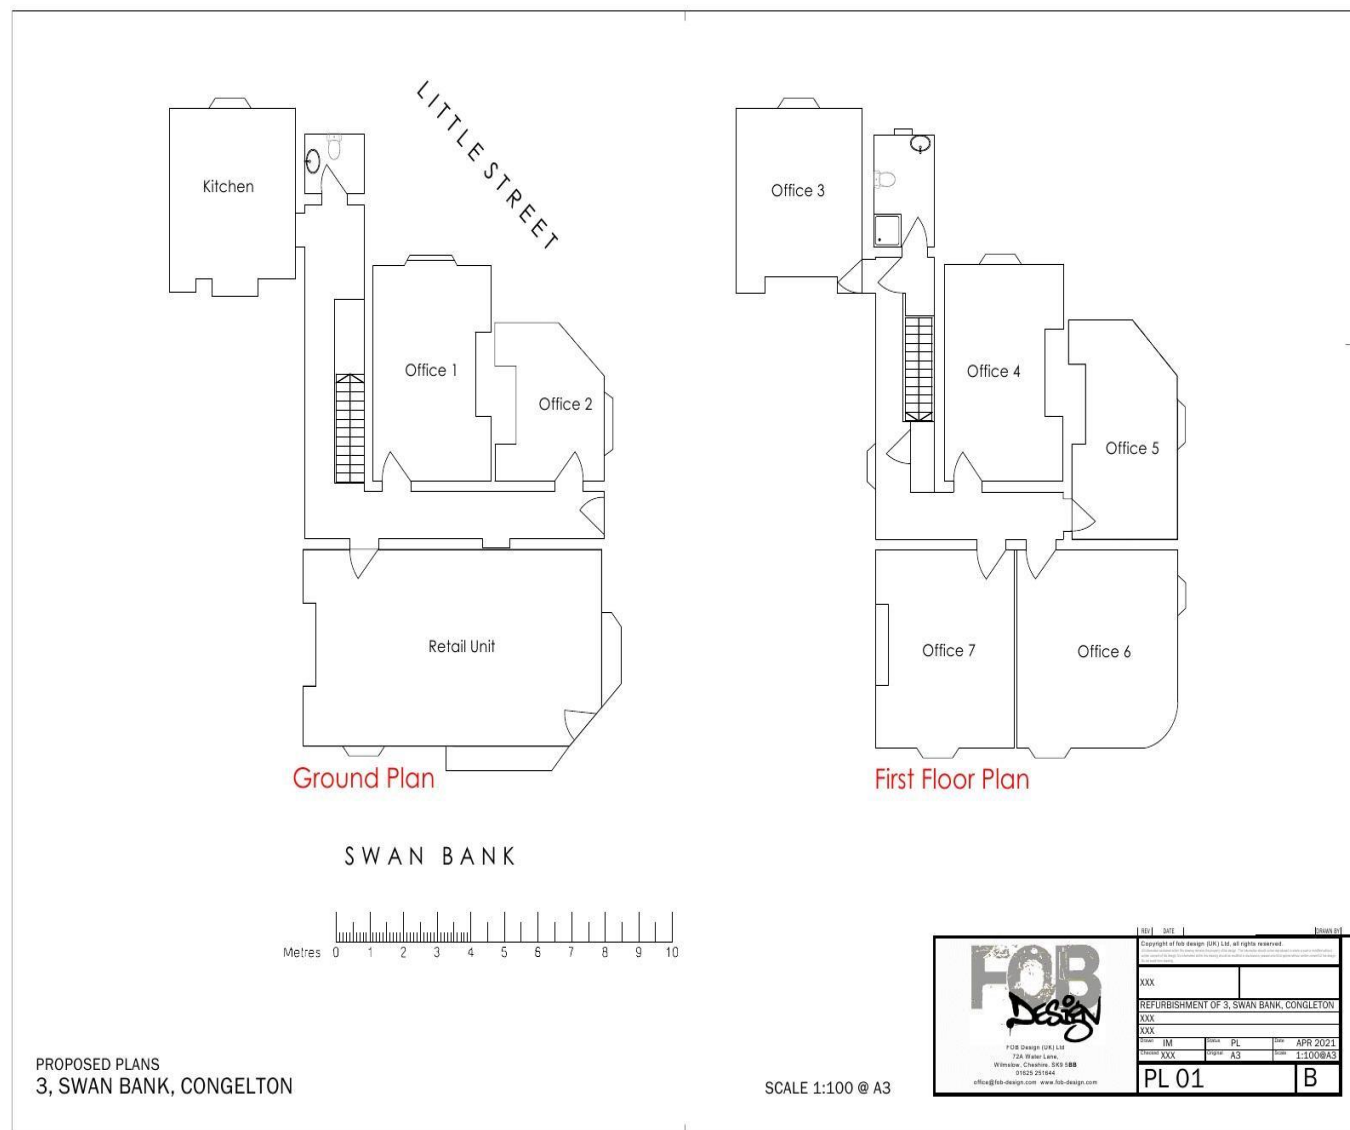 LITTLE STREET
Kitchen
Office 1
Office 2
Retail Unit
Ground Plan
Office 3
Office 4
Office 5
Office 7
Office 6
First Floor Plan
SWAN BANK
Metres 0 1 2 3 4 5 6 7 8 9 10
PROPOSED PLANS
3, SWAN BANK, CONGELTON
SCALE 1:100 @ A3
FOB
DESIGN
FOB Design (UK) Ltd
72A Water Lane,
Wilmslow, Cheshire, SK9 5BB
01625 251644
office@fob-design.com www.fob-design.com
REV DATE DRAWN BY
Copyright of fob design (UK) Ltd, all rights reserved.
XXX
REFURBISHMENT OF 3, SWAN BANK, CONGLETON
XXX
XXX
Drawn IM Status PL Date APR 2021
Checked XXX Original A3 Scale 1:100@A3
PL 01 B